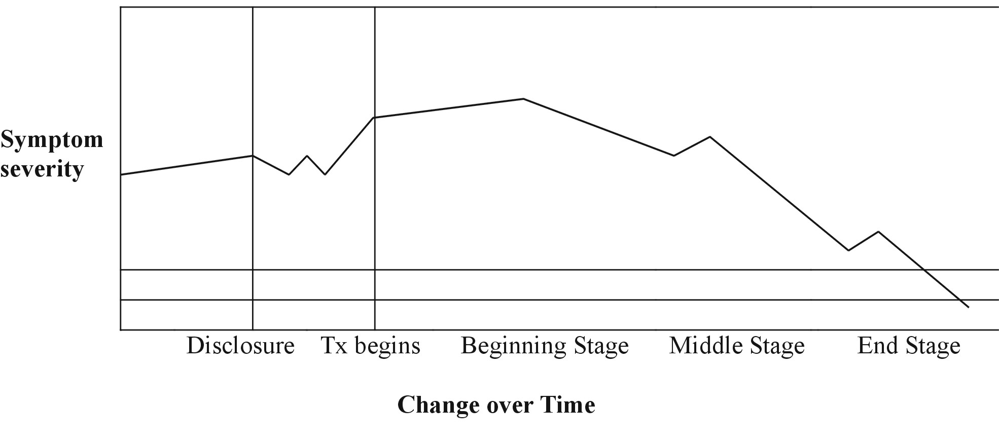 Symptom
severity
Disclosure Tx begins Beginning Stage Middle Stage End Stage
Change over Time